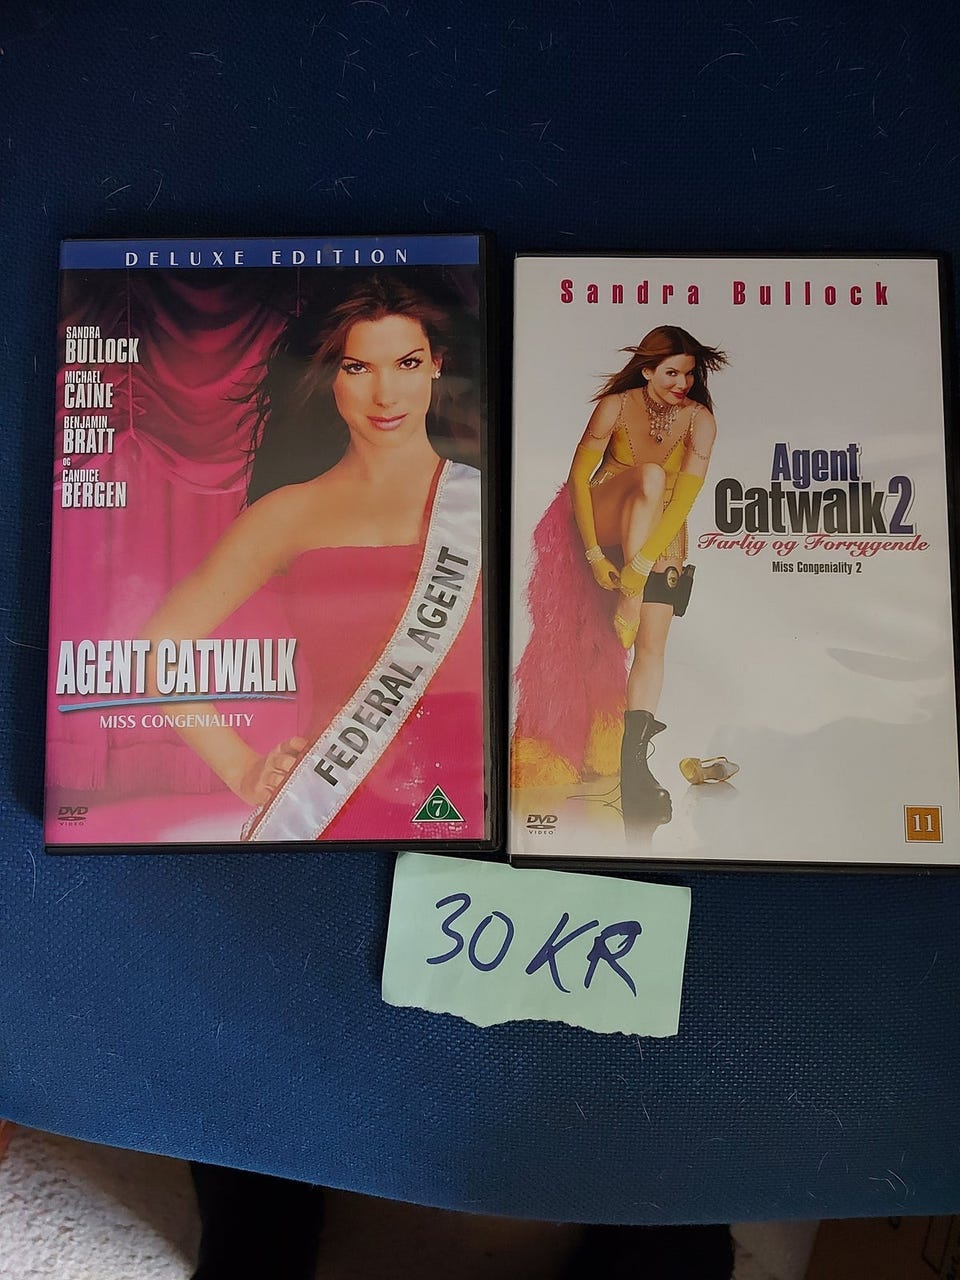 DELUXE EDITION
SANDRA
BULLOCK
MICHAEL
CAINE
BENJAMIN
BRATT
OG
CANDICE
BERGEN
FEDERAL AGENT
AGENT CATWALK
MISS CONGENIALITY
DVD
VIDEO
7
Sandra Bullock
Agent
Catwalk 2
Farlig og Forrygende
Miss Congeniality 2
DVD
VIDEO
11
30 KR